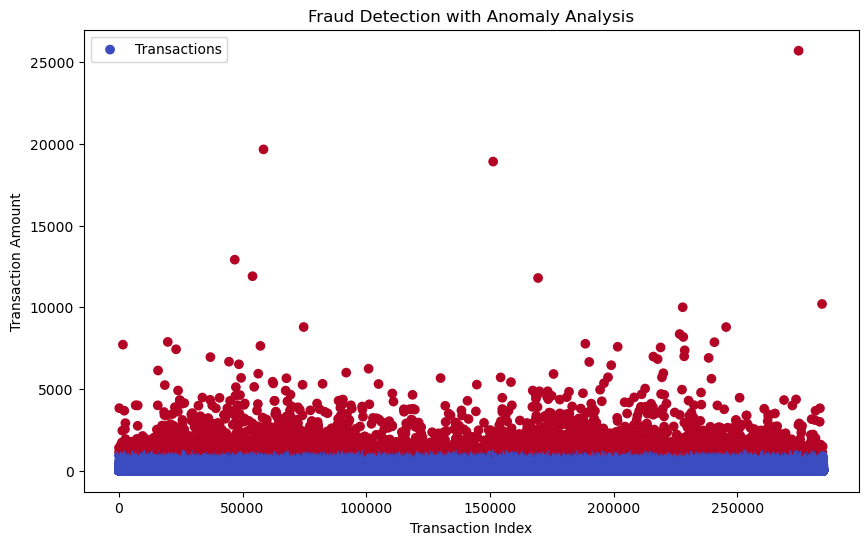 Fraud Detection with Anomaly Analysis
Transactions
25000
20000
15000
10000
5000
0
Transaction Amount
0 50000 100000 150000 200000 250000
Transaction Index